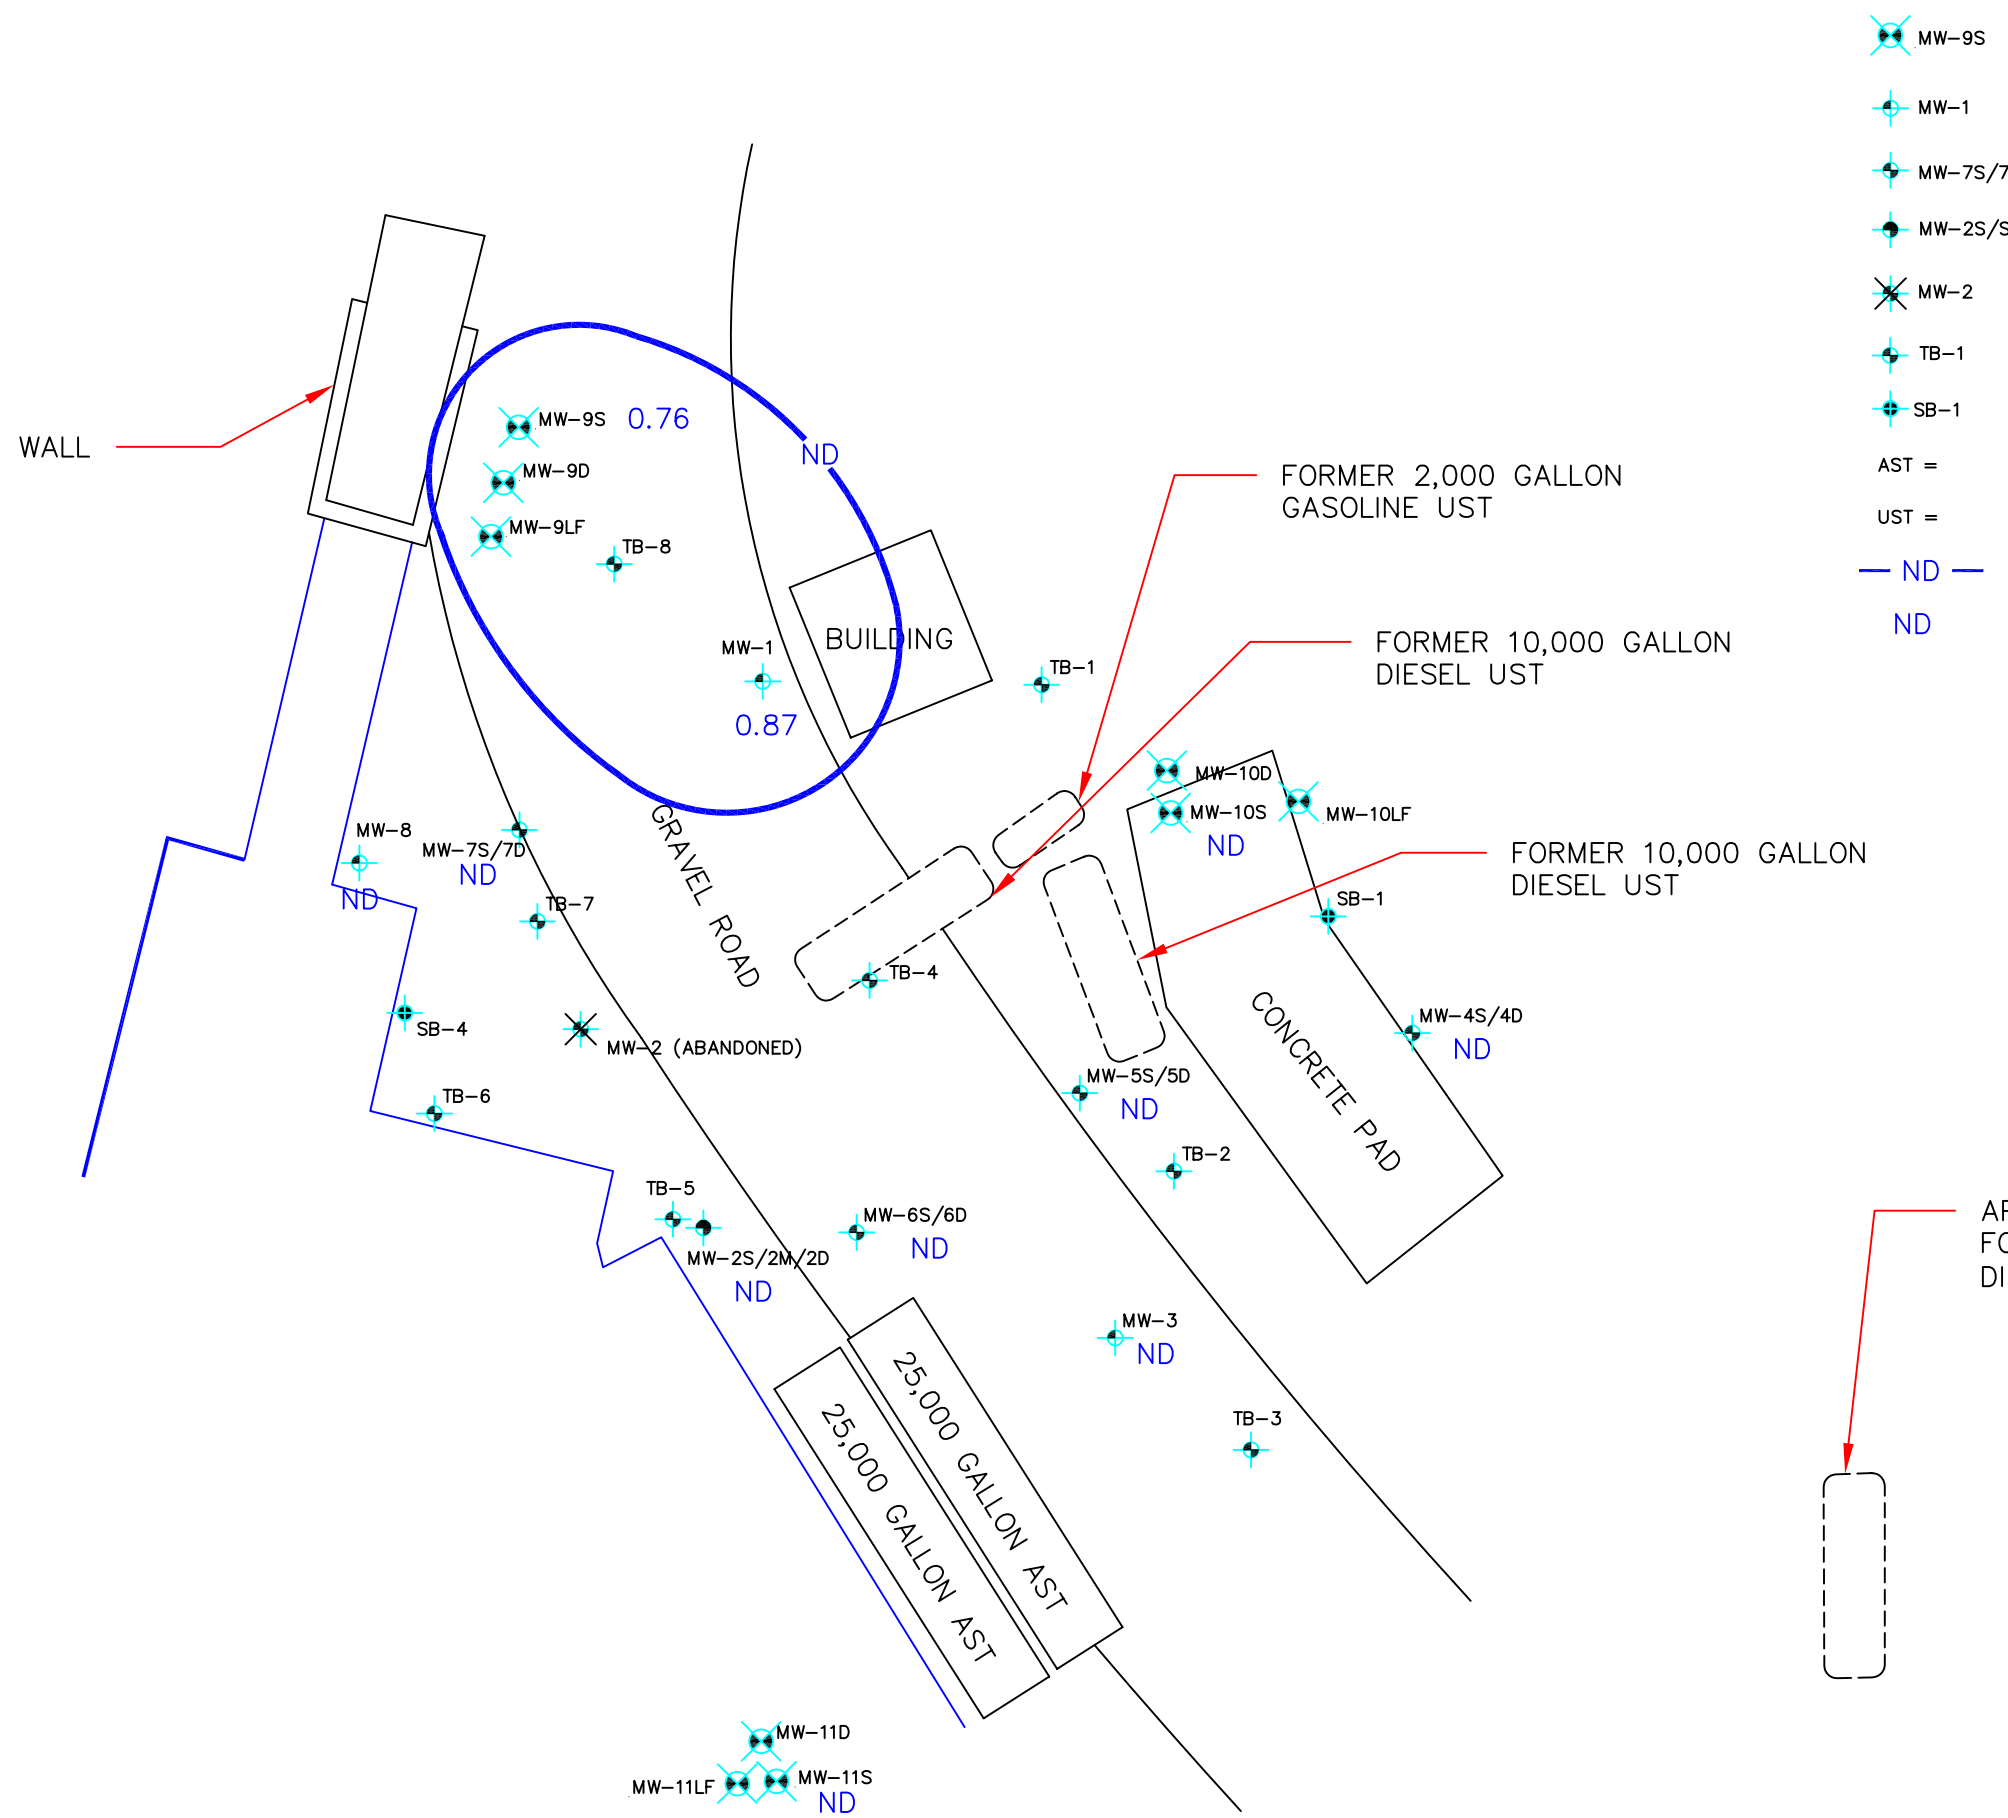 MW-9S
MW-1
MW-7S/7
MW-2S/
MW-2
TB-1
SB-1
AST =
UST =
ND
ND
WALL
MW-9S 0.76
MW-9D
MW-9LF
TB-8
ND
FORMER 2,000 GALLON
GASOLINE UST
BUILDING
MW-1
0.87
TB-1
FORMER 10,000 GALLON
DIESEL UST
MW-10D
MW-10S
ND
MW-10LF
FORMER 10,000 GALLON
DIESEL UST
MW-8
ND
MW-7S/7D
ND
TB-7
GRAVEL ROAD
TB-4
SB-1
SB-4
MW-2 (ABANDONED)
MW-4S/4D
ND
CONCRETE PAD
MW-5S/5D
ND
TB-6
TB-2
TB-5
MW-2S/2M/2D
ND
MW-6S/6D
ND
MW-3
ND
TB-3
25,000 GALLON AST
25,000 GALLON AST
MW-11D
MW-11LF
MW-11S
ND